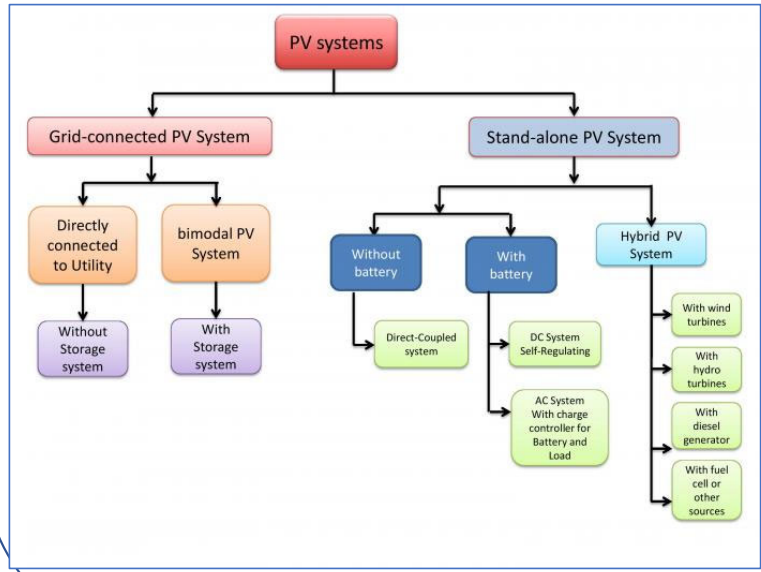 PV systems
Grid-connected PV System
Stand-alone PV System
Directly
connected
to Utility
bimodal PV
System
Without
battery
With
battery
Hybrid PV
System
Without
Storage
system
With
Storage
system
Direct-Coupled
system
DC System
Self-Regulating
AC System
With charge
controller for
Battery and
Load
With wind
turbines
With
hydro
turbines
With
diesel
generator
With fuel
cell or
other
sources